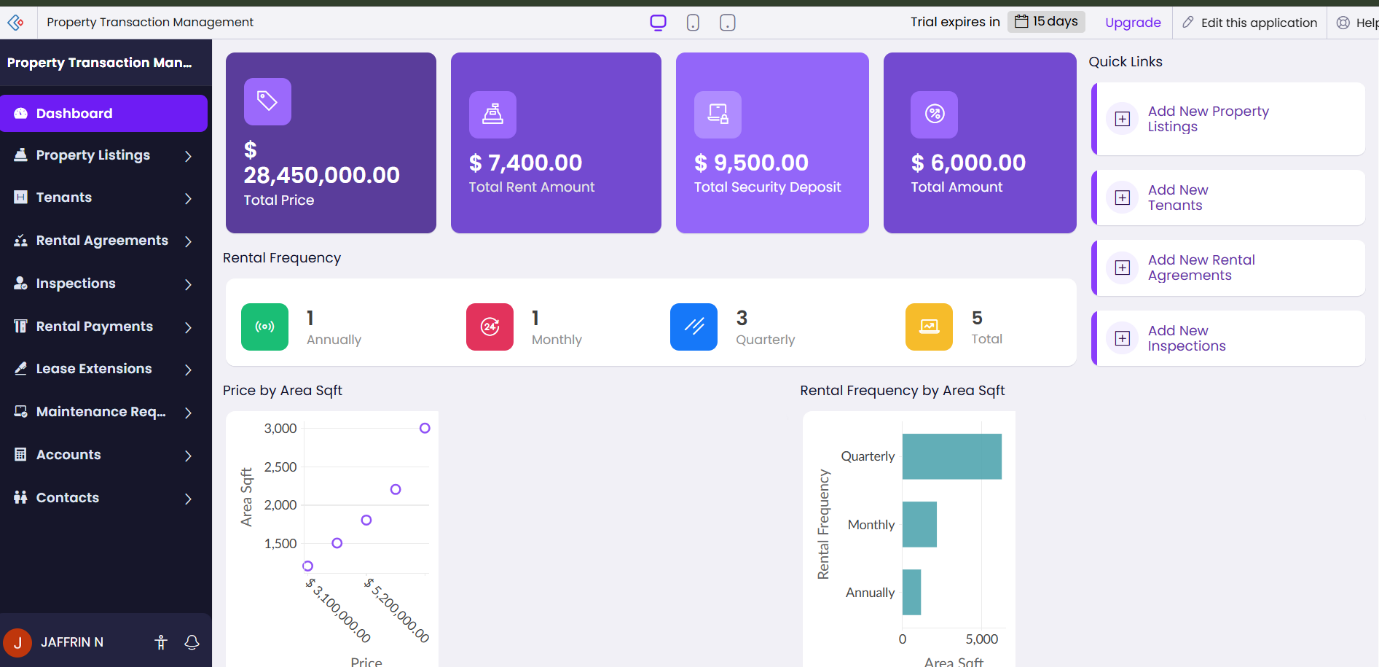 Property Transaction Management
Trial expires in 15 days Upgrade Edit this application Help
Property Transaction Man...
Dashboard
Property Listings
Tenants
Rental Agreements
Inspections
Rental Payments
Lease Extensions
Maintenance Req...
Accounts
Contacts
J JAFFRIN N
$
28,450,000.00
Total Price
$ 7,400.00
Total Rent Amount
$ 9,500.00
Total Security Deposit
$ 6,000.00
Total Amount
Rental Frequency
1
Annually
24
1
Monthly
3
Quarterly
5
Total
Price by Area Sqft
3,000
2,500
2,000
1,500
Area Sqft
$ 3,100,000.00
$ 5,200,000.00
Price
Rental Frequency by Area Sqft
Rental Frequency
Quarterly
Monthly
Annually
0 5,000
Area Sqft
Quick Links
Add New Property
Listings
Add New
Tenants
Add New Rental
Agreements
Add New
Inspections